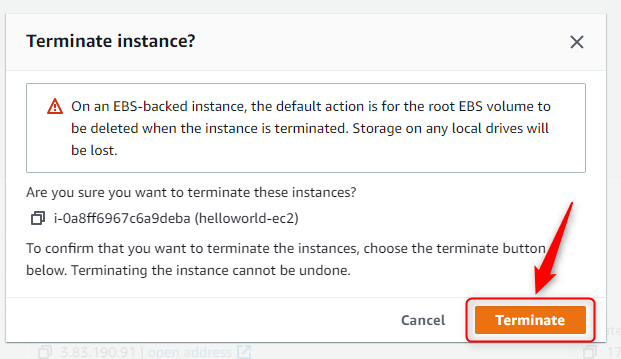 Terminate instance?
On an EBS-backed instance, the default action is for the root EBS volume to
be deleted when the instance is terminated. Storage on any local drives will
be lost.
Are you sure you want to terminate these instances?
i-0a8ff6967c6a9deba (helloworld-ec2)
To confirm that you want to terminate the instances, choose the terminate button
below. Terminating the instance cannot be undone.
Cancel
Terminate
3.83.190.91 | open address